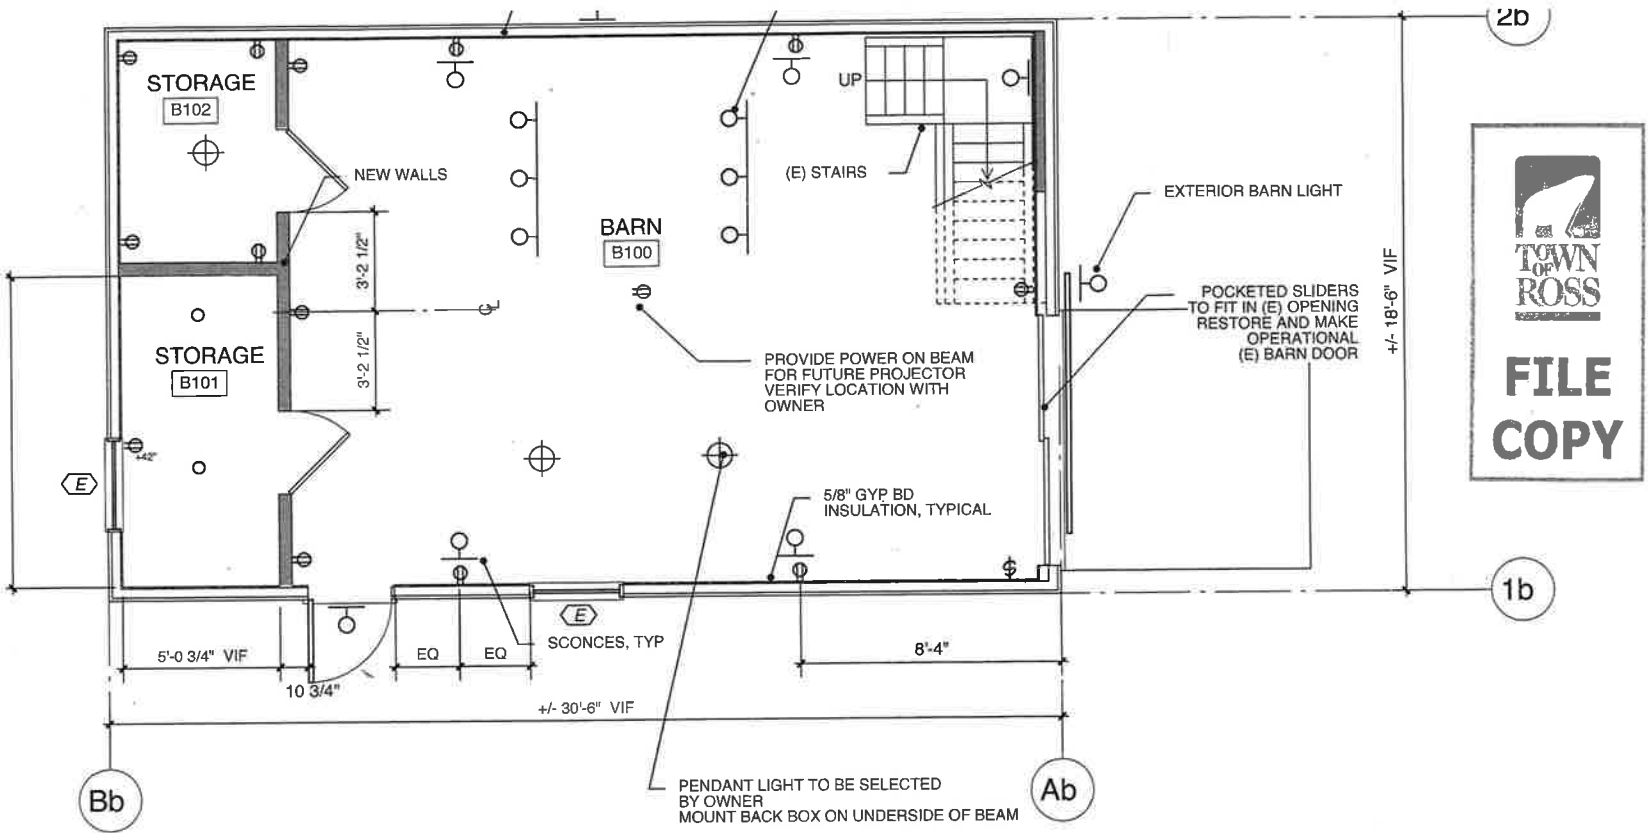 2b
STORAGE
B102
UP
NEW WALLS
(E) STAIRS
EXTERIOR BARN LIGHT
BARN
B100
3'-2 1/2"
+/- 18'-6" VIF
POCKETED SLIDERS
TO FIT IN (E) OPENING
RESTORE AND MAKE
OPERATIONAL
(E) BARN DOOR
TOWN
OF
ROSS
FILE
COPY
CL
STORAGE
B101
3'-2 1/2"
PROVIDE POWER ON BEAM
FOR FUTURE PROJECTOR
VERIFY LOCATION WITH
OWNER
+42"
E
5/8" GYP BD
INSULATION, TYPICAL
$
1b
E
SCONCES, TYP
5'-0 3/4" VIF
EQ
EQ
8'-4"
10 3/4"
+/- 30'-6" VIF
Bb
Ab
PENDANT LIGHT TO BE SELECTED
BY OWNER
MOUNT BACK BOX ON UNDERSIDE OF BEAM